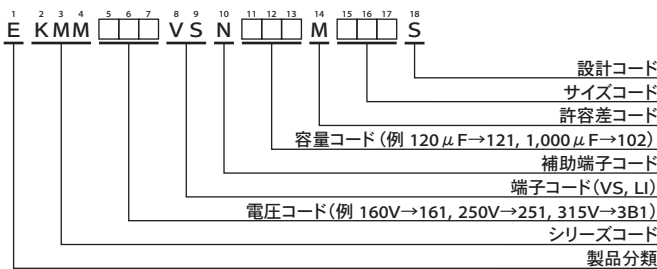 1 2 3 4 5 6 7 8 9 10 11 12 13 14 15 16 17 18
E KMM □□□ VS N □□□ M □□□ S
設計コード
サイズコード
許容差コード
容量コード(例 120μF→121, 1,000μF→102)
補助端子コード
端子コード(VS, LI)
電圧コード(例 160V→161, 250V→251, 315V→3B1)
シリーズコード
製品分類